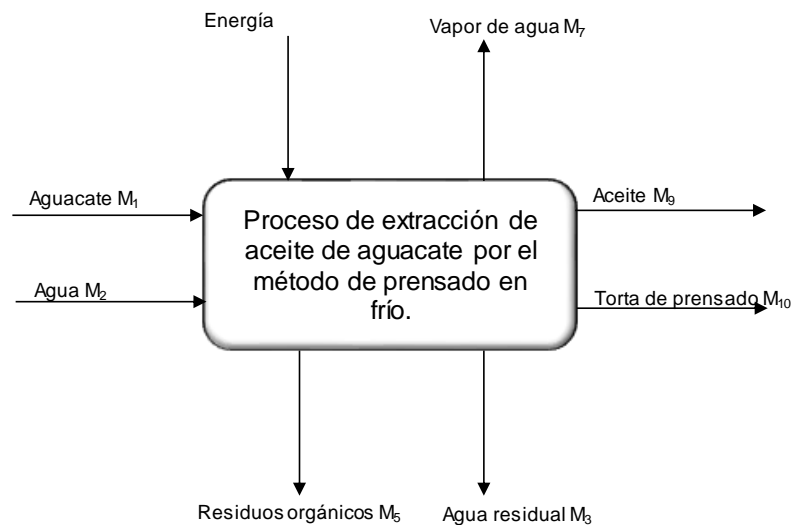 Energía
Vapor de agua M₇
Aguacate M₁
Aceite M₉
Proceso de extracción de
aceite de aguacate por el
método de prensado en
frío.
Agua M₂
Torta de prensado M₁₀
Residuos orgánicos M₅
Agua residual M₃